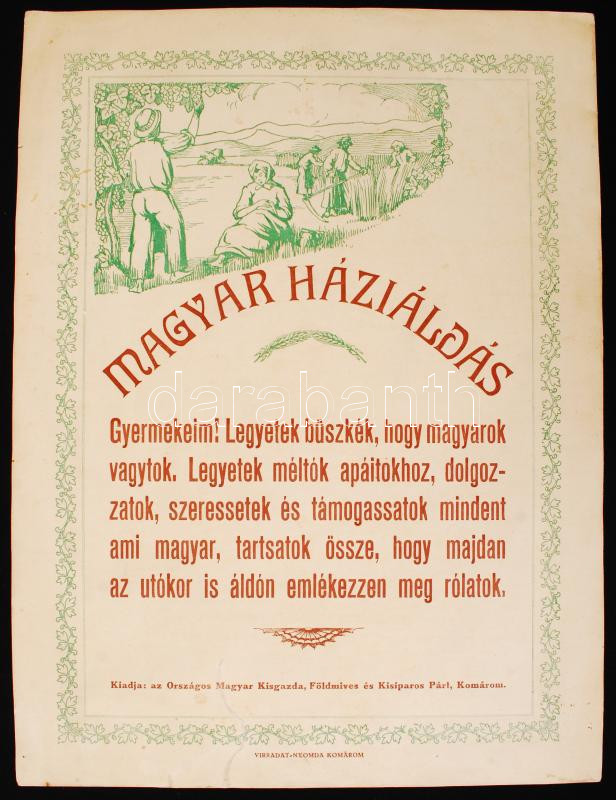 MAGYAR HÁZIÁLDÁS
darabanth
Gyermekeim! Legyetek büszkék, hogy magyarok
vagytok. Legyetek méltók apáitokhoz, dolgoz-
zatok, szeressetek és támogassatok mindent
ami magyar, tartsatok össze, hogy majdan
az utókor is áldón emlékezzen meg rólatok.
Kiadja: az Országos Magyar Kisgazda, Földmives és Kisiparos Párt, Komárom.
VIRRADAT-NYOMDA KOMÁROM